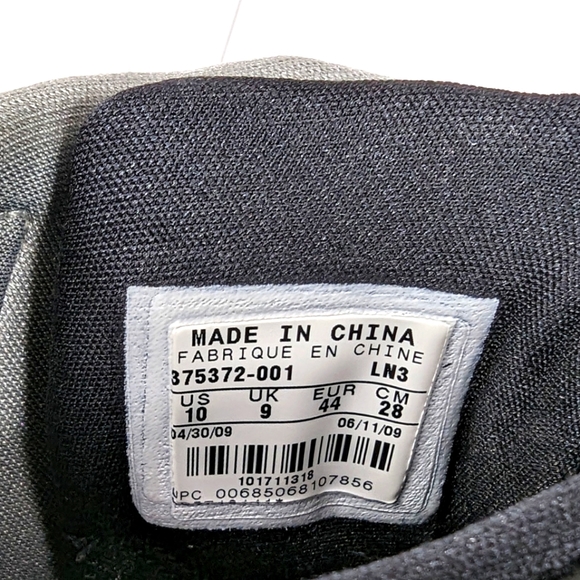 MADE IN CHINA
FABRIQUE EN CHINE
375372-001 LN3
US UK EUR CM
10 9 44 28
04/30/09 06/11/09
101711318
NPC 00685068107856